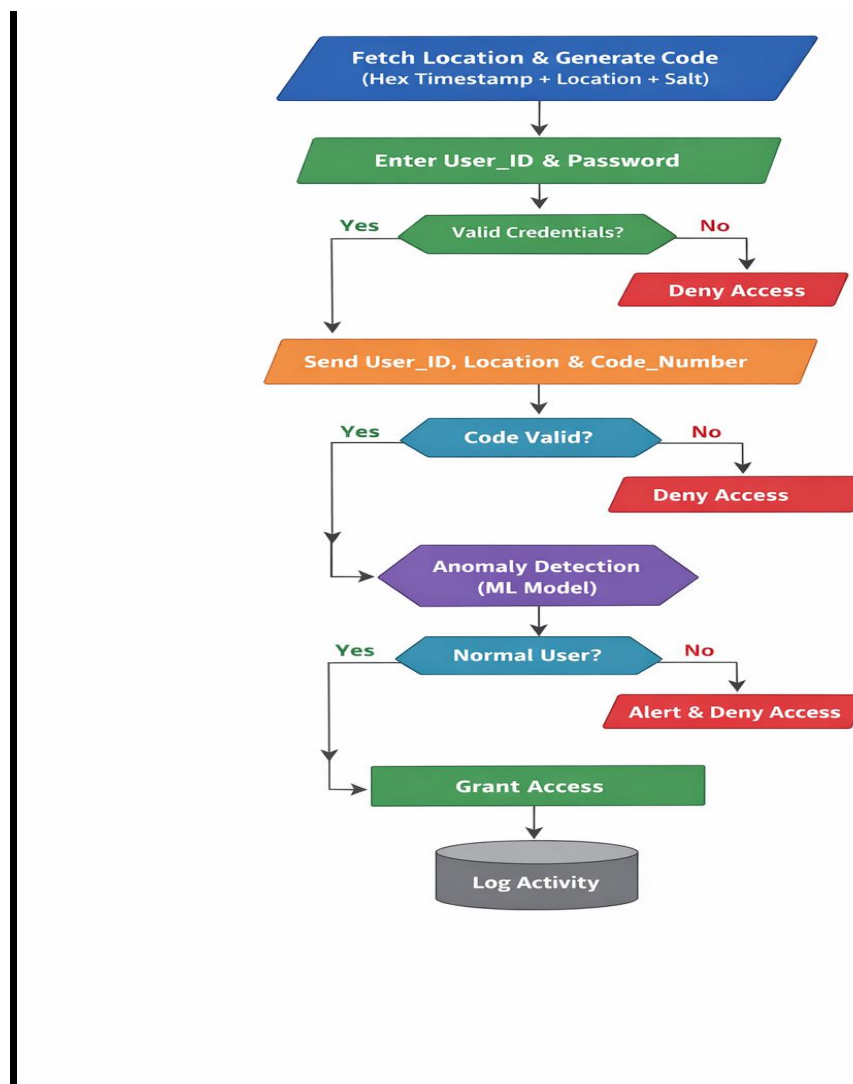 Fetch Location & Generate Code
(Hex Timestamp + Location + Salt)
Enter User_ID & Password
Yes
Valid Credentials?
No
Deny Access
Send User_ID, Location & Code_Number
Yes
Code Valid?
No
Deny Access
Anomaly Detection
(ML Model)
Yes
Normal User?
No
Alert & Deny Access
Grant Access
Log Activity